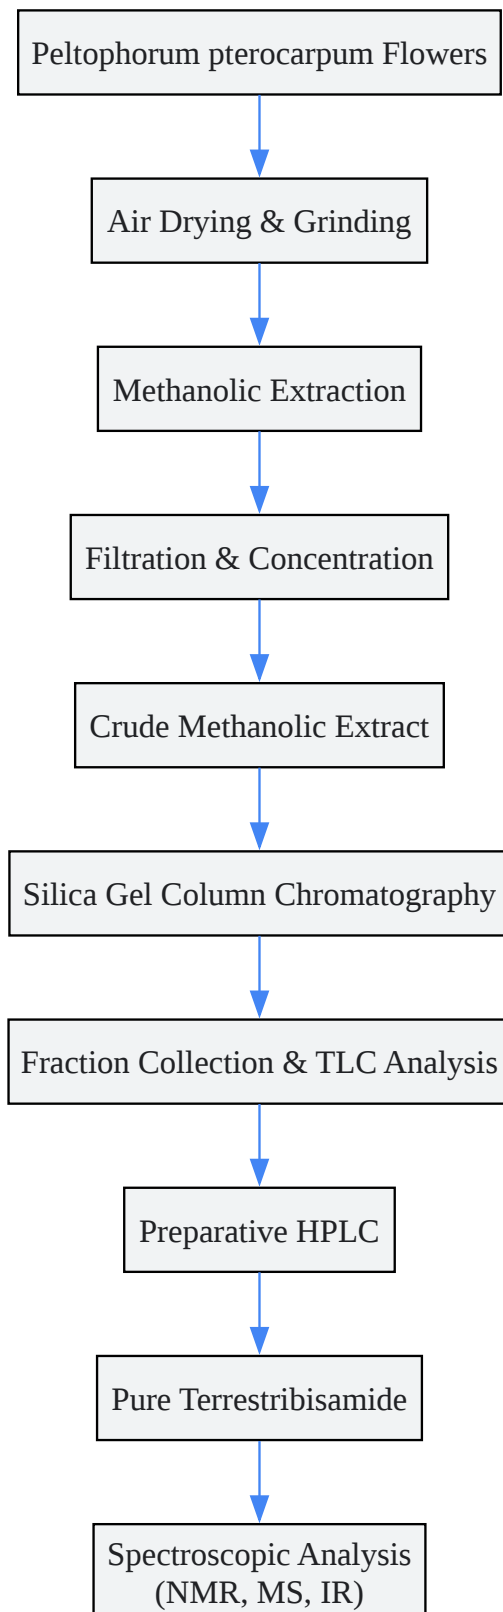 Peltophorum pterocarpum Flowers
Air Drying & Grinding
Methanolic Extraction
Filtration & Concentration
Crude Methanolic Extract
Silica Gel Column Chromatography
Fraction Collection & TLC Analysis
Preparative HPLC
Pure Terrestribisamide
Spectroscopic Analysis
(NMR, MS, IR)